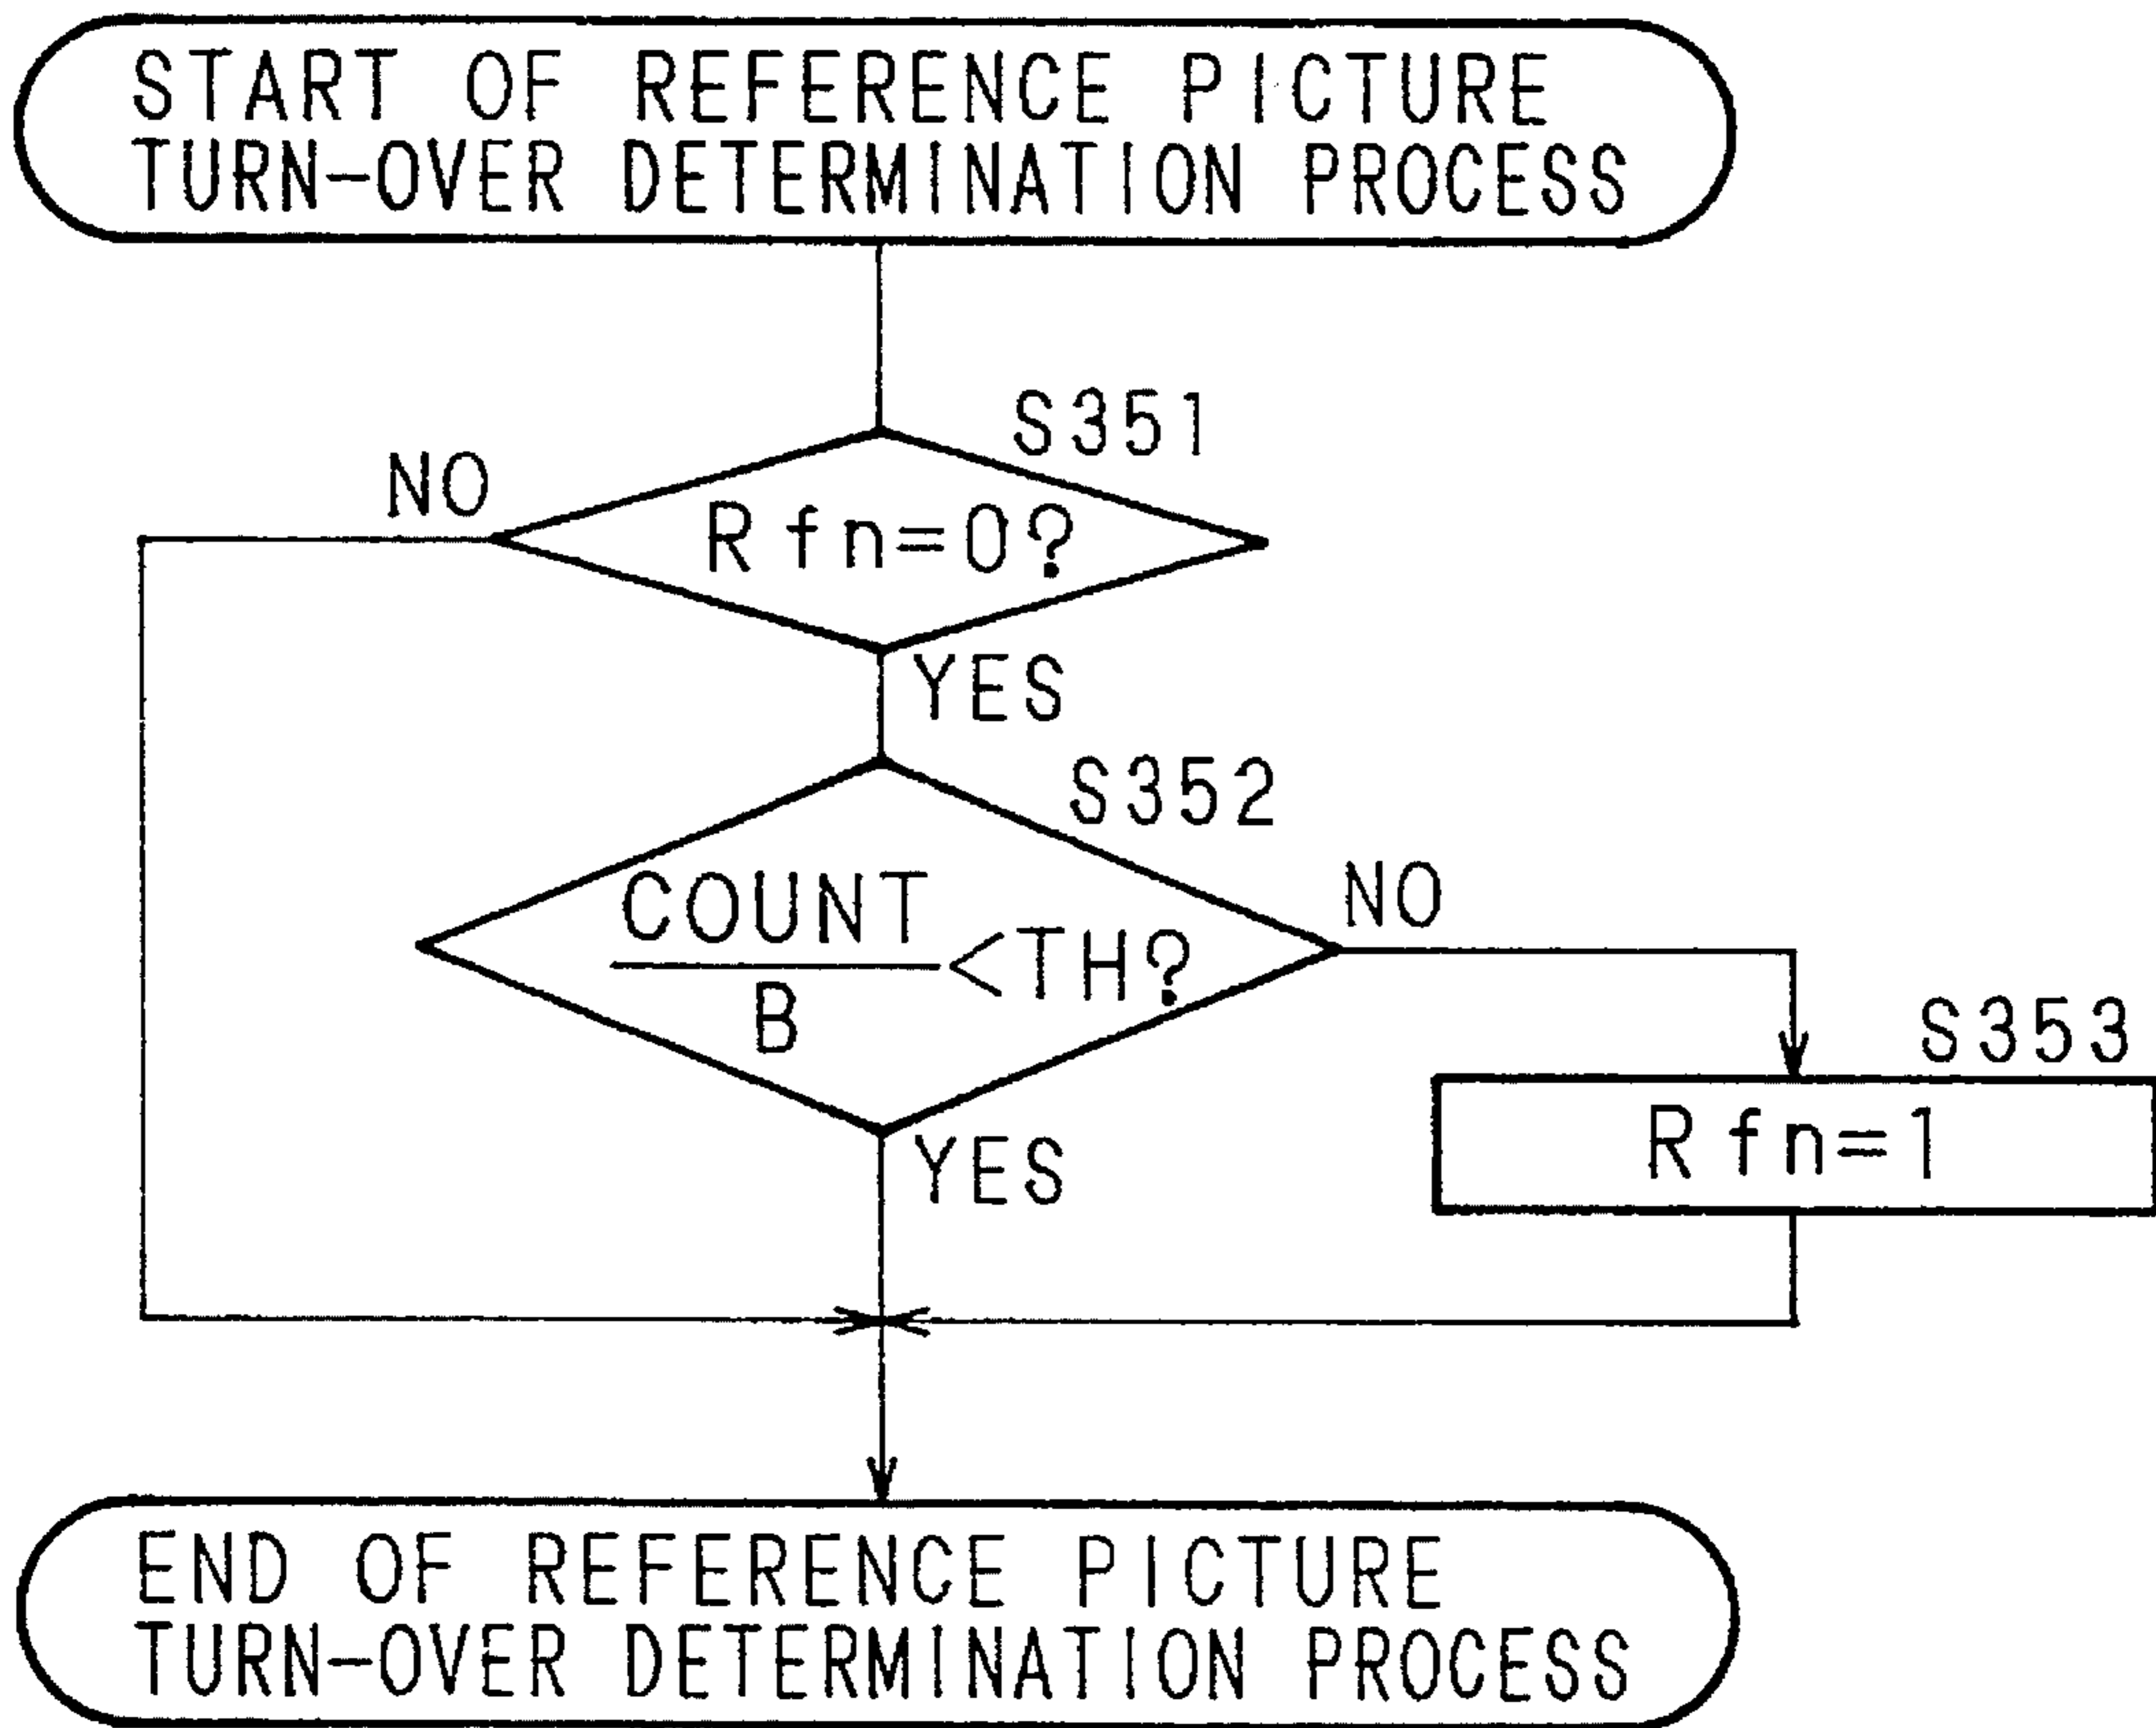 START OF REFERENCE PICTURE
TURN-OVER DETERMINATION PROCESS
S351
NO
Rfn=0?
YES
S352
COUNT
B
<TH?
NO
S353
Rfn=1
YES
END OF REFERENCE PICTURE
TURN-OVER DETERMINATION PROCESS